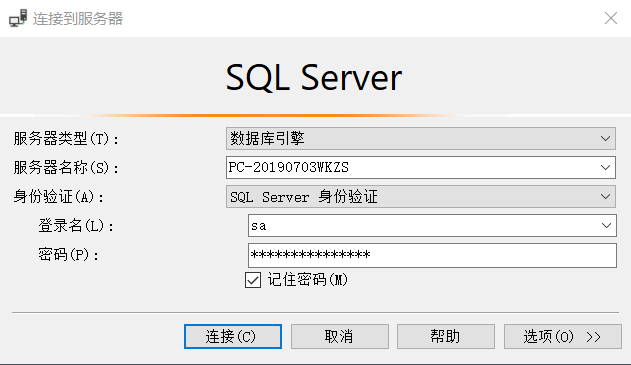 连接到服务器
SQL Server
服务器类型(T): 数据库引擎
服务器名称(S): PC-20190703WKZS
身份验证(A): SQL Server 身份验证
登录名(L): sa
密码(P): ***************
记住密码(M)
连接(C) 取消 帮助 选项(O) >>